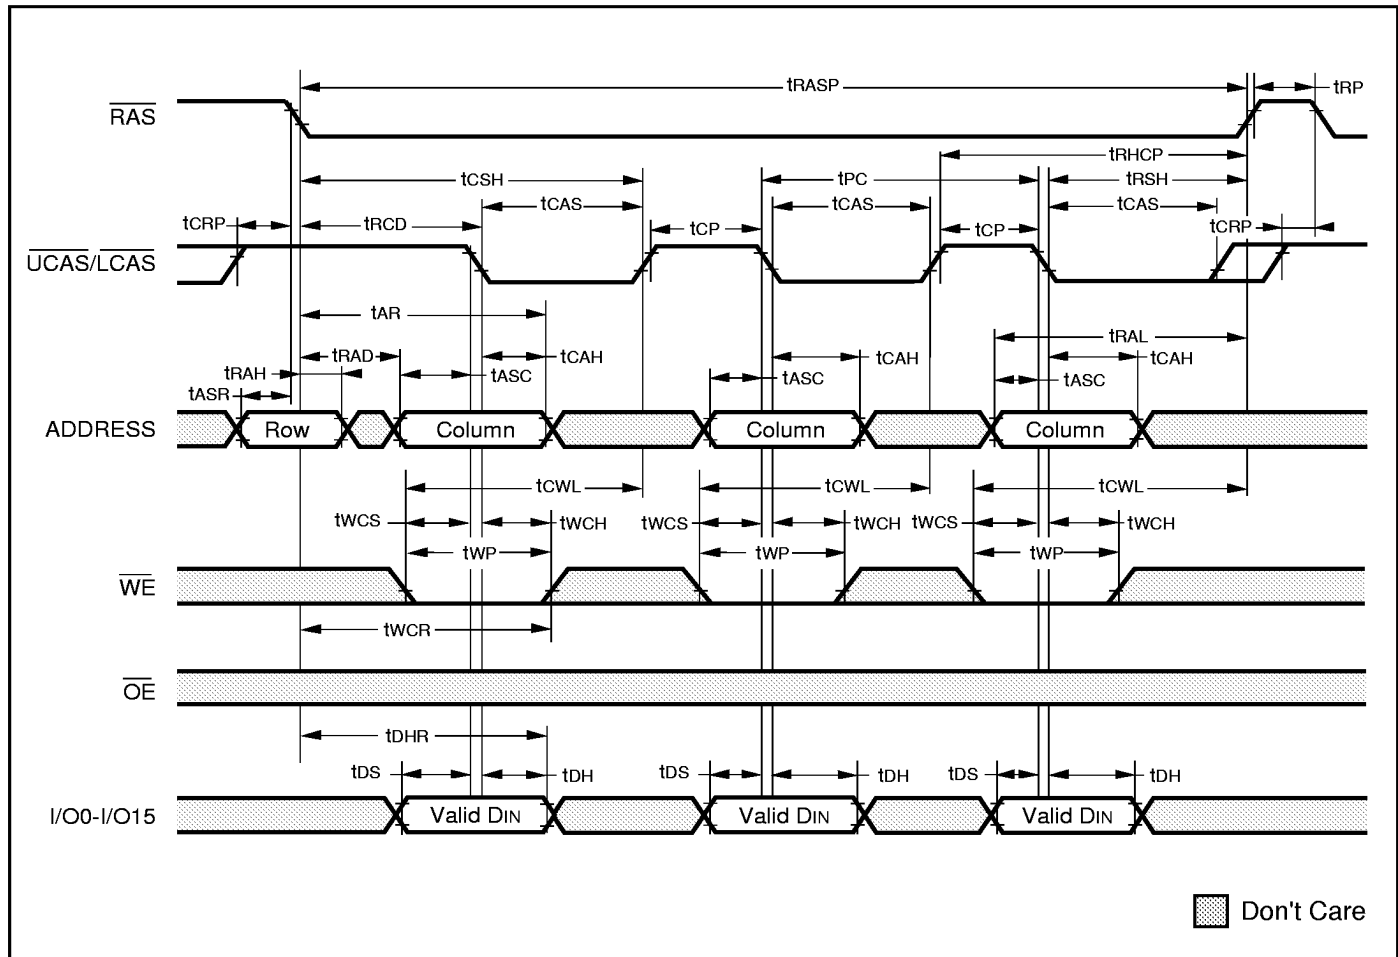 tRASP
tRP
RAS
tRHCP
tCSH
tPC
tRSH
tCAS
tCAS
tCAS
tCRP
tRCD
tCP
tCP
tCRP
UCAS/LCAS
tAR
tRAL
tRAD
tCAH
tCAH
tCAH
tRAH
tASC
tASC
tASC
tASR
ADDRESS
Row
Column
Column
Column
tCWL
tCWL
tCWL
tWCS
tWCH
tWCS
tWCH
tWCS
tWCH
tWP
tWP
tWP
WE
tWCR
OE
tDHR
tDS
tDH
tDS
tDH
tDS
tDH
I/O0-I/O15
Valid DIN
Valid DIN
Valid DIN
Don't Care